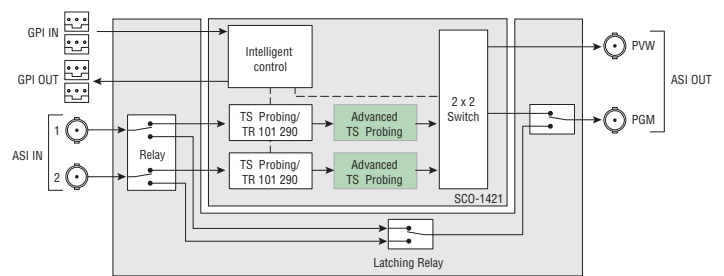 GPI IN
GPI OUT
ASI IN
1
2
Relay
Intelligent
control
TS Probing/
TR 101 290
Advanced
TS Probing
TS Probing/
TR 101 290
Advanced
TS Probing
2 x 2
Switch
SCO-1421
Latching Relay
PVW
PGM
ASI OUT